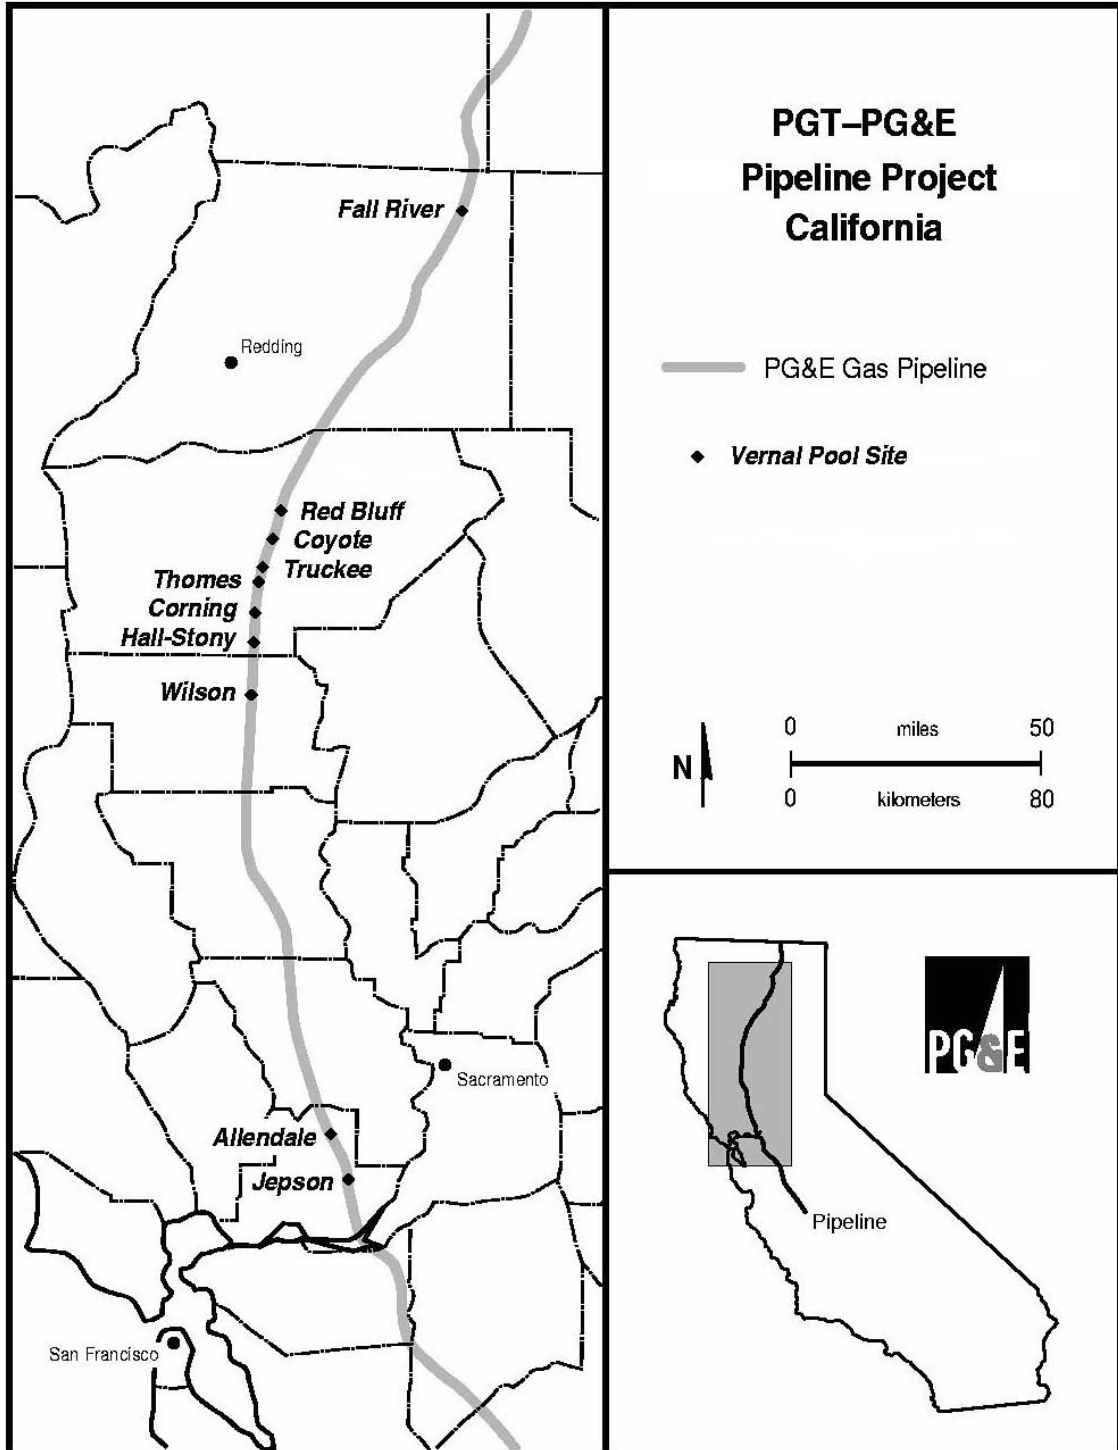 Fall River
Redding
Red Bluff
Coyote
Truckee
Thomes
Corning
Hall-Stony
Wilson
Sacramento
Allendale
Jepson
San Francisco
PGT–PG&E
Pipeline Project
California
PG&E Gas Pipeline
Vernal Pool Site
N
0 miles 50
0 kilometers 80
PG&E
Pipeline